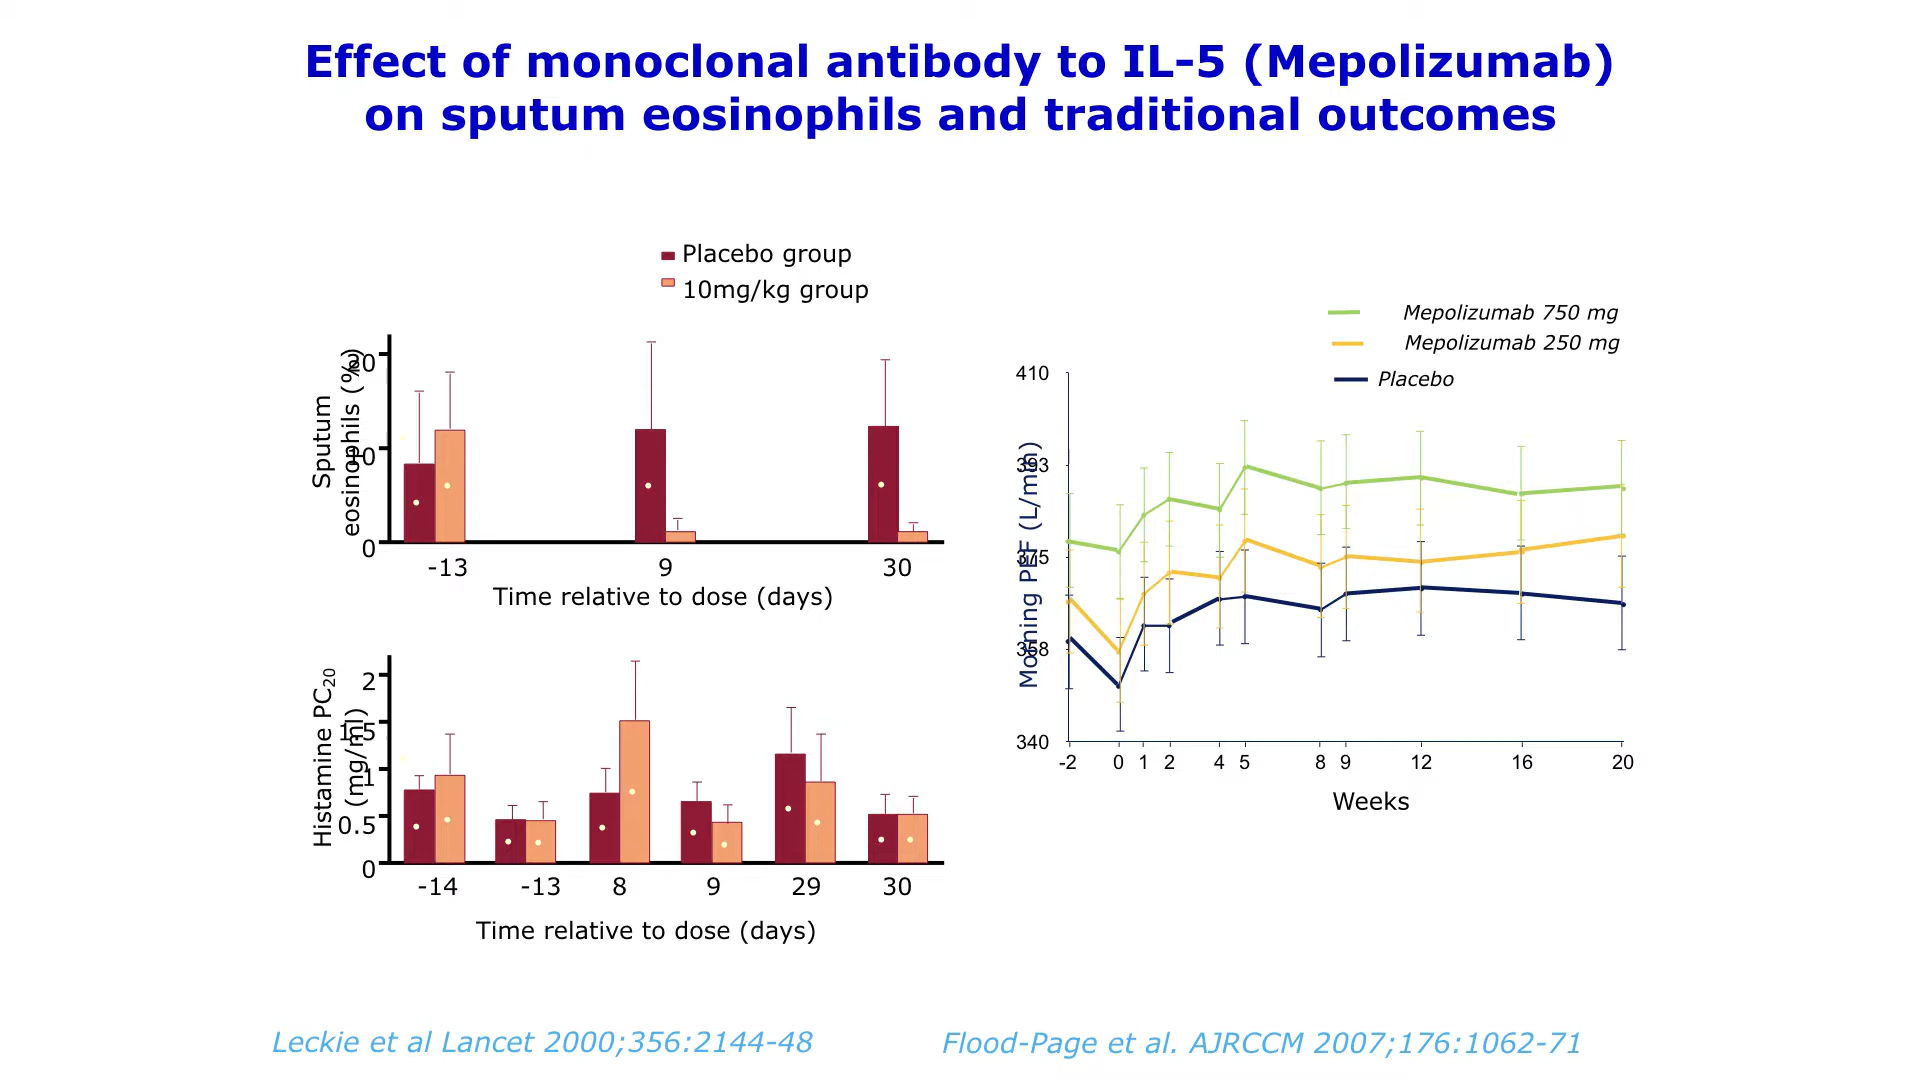 Effect of monoclonal antibody to IL-5 (Mepolizumab)
on sputum eosinophils and traditional outcomes
Placebo group
10mg/kg group
Sputum
eosinophils (%)
20
10
0
-13 9 30
Time relative to dose (days)
Histamine PC20
(mg/ml)
2
1.5
1
0.5
0
-14 -13 8 9 29 30
Time relative to dose (days)
Mepolizumab 750 mg
Mepolizumab 250 mg
Placebo
Morning PEF (L/min)
410
393
375
358
340
-2 0 1 2 4 5 8 9 12 16 20
Weeks
Leckie et al Lancet 2000;356:2144-48
Flood-Page et al. AJRCCM 2007;176:1062-71